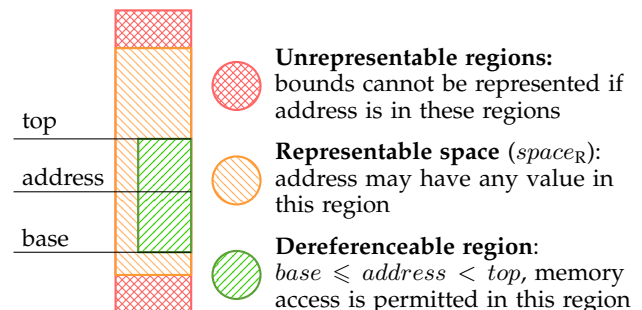 top
address
base
Unrepresentable regions:
bounds cannot be represented if
address is in these regions
Representable space (space_R):
address may have any value in
this region
Dereferenceable region:
base ⩽ address < top, memory
access is permitted in this region